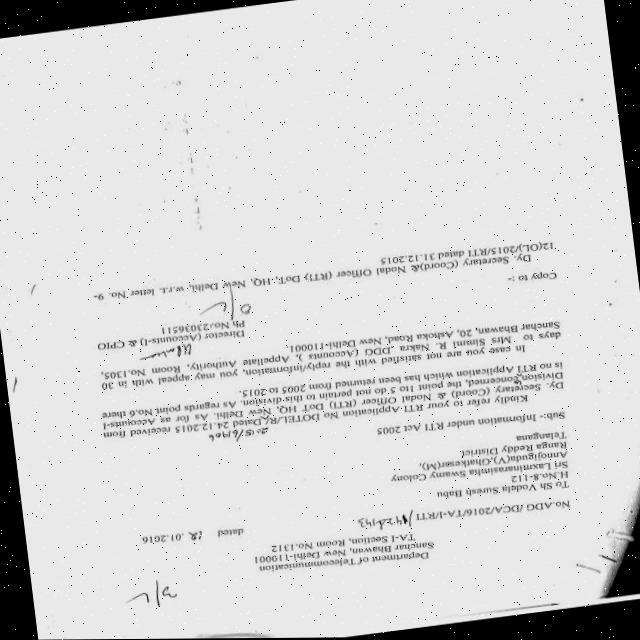 Department of Telecommunication
Sanchar Bhawan, New Delhi-110001
TA-I Section, Room No.1312
No.ADG /DCA/2016/TA-I/RTI
dated 12.01.2016
To Sh Vodela Suresh Babu
H.No.8-1,12
Sri Laxminarasimha Swamy Colony
Annojiguda(V),Ghatkeser(M),
Ranga Reddy District,
Telangana
Sub:- Information under RTI Act 2005
Kindly refer to your RTI Application No DOTEL/R/ Dated 24.12.2015 received from
Dy. Secretary (Coord) & Nodal Officer (RTI) DoT HQ, New Delhi. As for as Accounts-I
Division concerned, the point 1to 5 do not pertain to this division. As regards point No.6 there
is no RTI Application which has been returned from 2005 to 2015.
In case you are not satisfied with the reply/information, you may appeal with in 30
days to Mrs Simmi R. Nakra ,DDG (Accounts ), Appellate Authority, Room No.1305,
Sanchar Bhawan, 20, Ashoka Road, New Delhi-110001.
Director (Accounts-I) & CPIO
Ph No.23036511
Copy to :-
Dy. Secretary (Coord)& Nodal Officer (RTI) DoT.,HQ, New Delhi, w.r.t. letter No. 9-
12(OL)/2015/RTI dated 31.12.2015